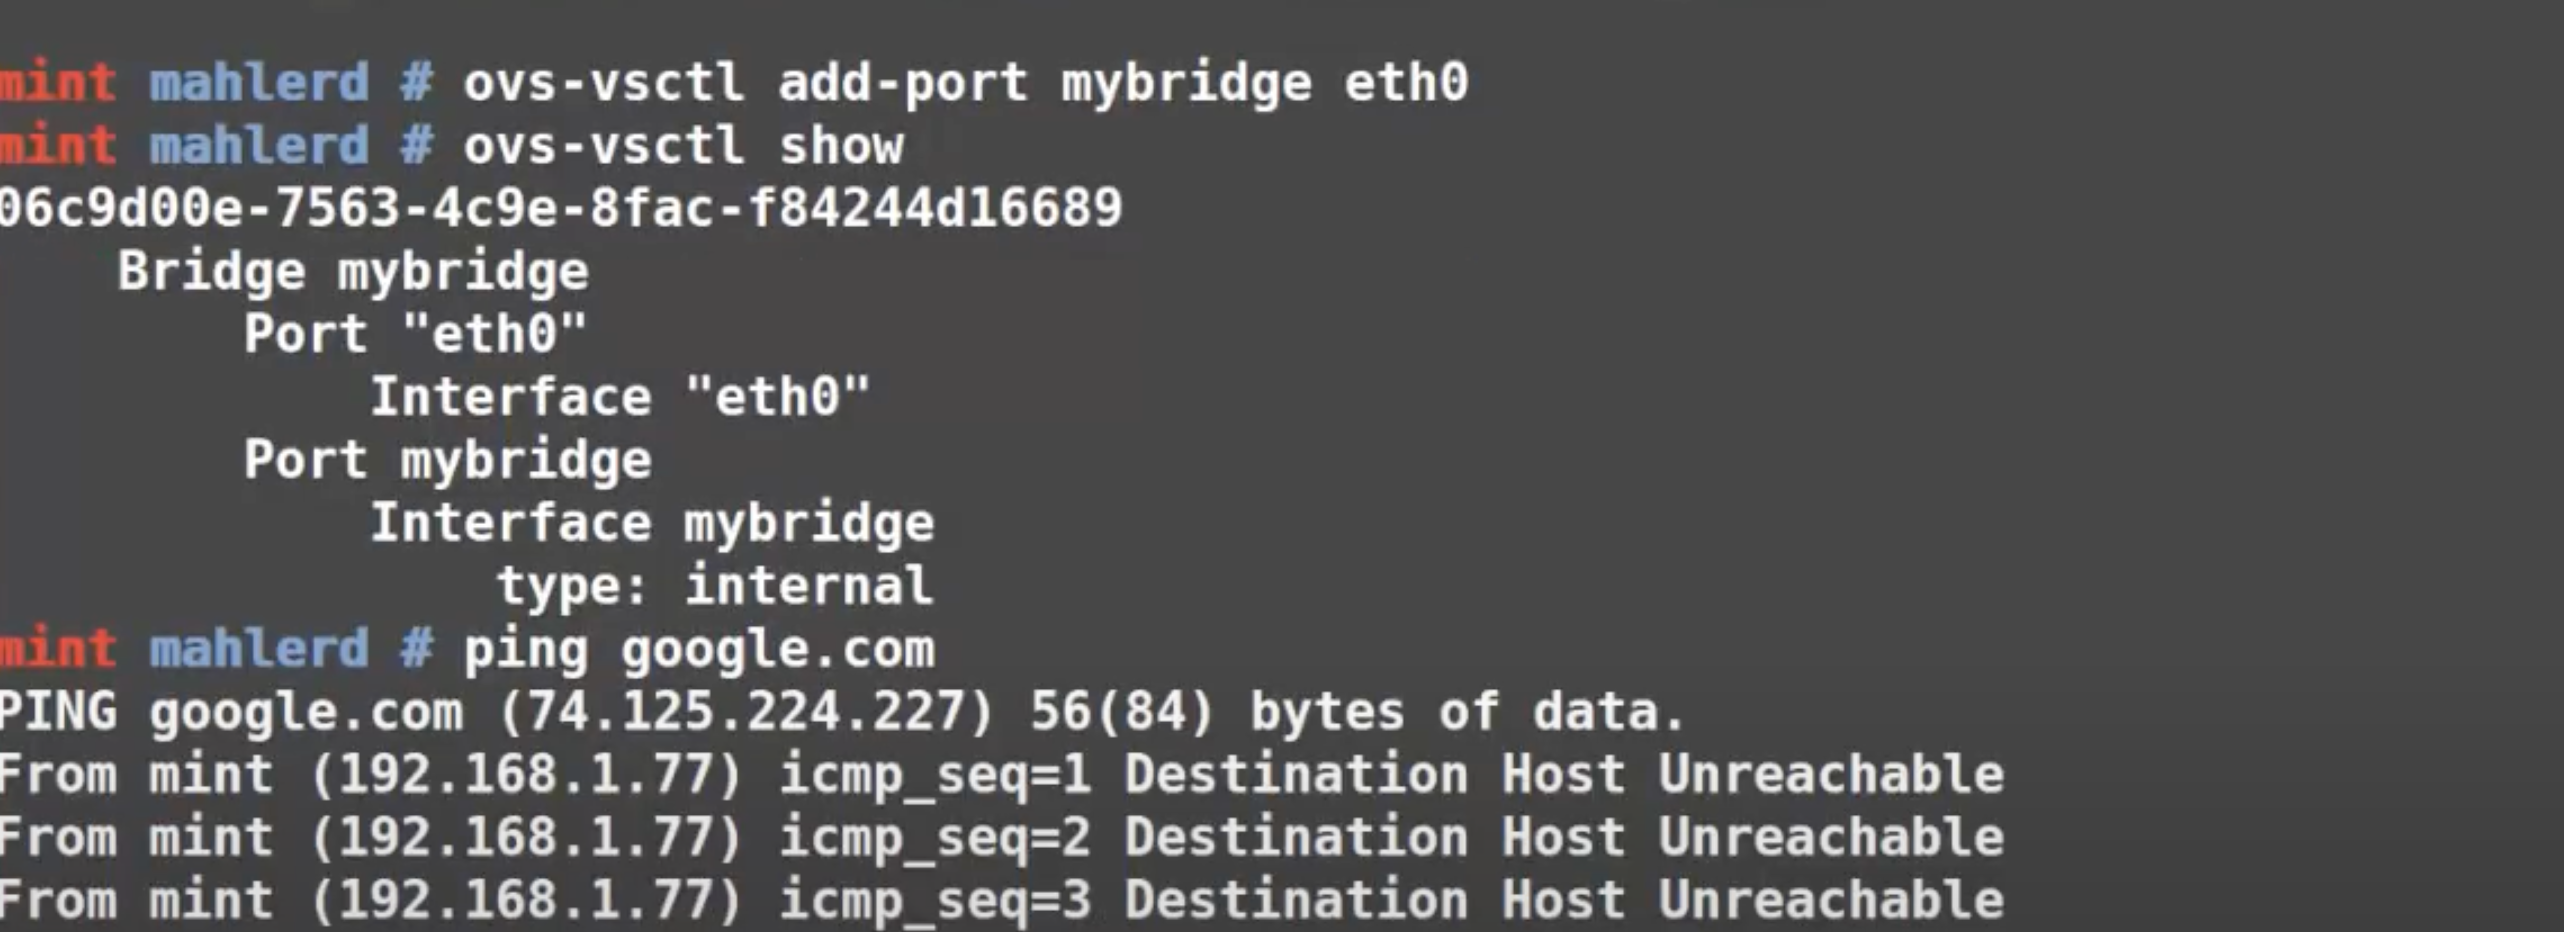 mint mahlerd # ovs-vsctl add-port mybridge eth0
mint mahlerd # ovs-vsctl show
06c9d00e-7563-4c9e-8fac-f84244d16689
Bridge mybridge
Port "eth0"
Interface "eth0"
Port mybridge
Interface mybridge
type: internal
mint mahlerd # ping google.com
PING google.com (74.125.224.227) 56(84) bytes of data.
From mint (192.168.1.77) icmp_seq=1 Destination Host Unreachable
From mint (192.168.1.77) icmp_seq=2 Destination Host Unreachable
From mint (192.168.1.77) icmp_seq=3 Destination Host Unreachable